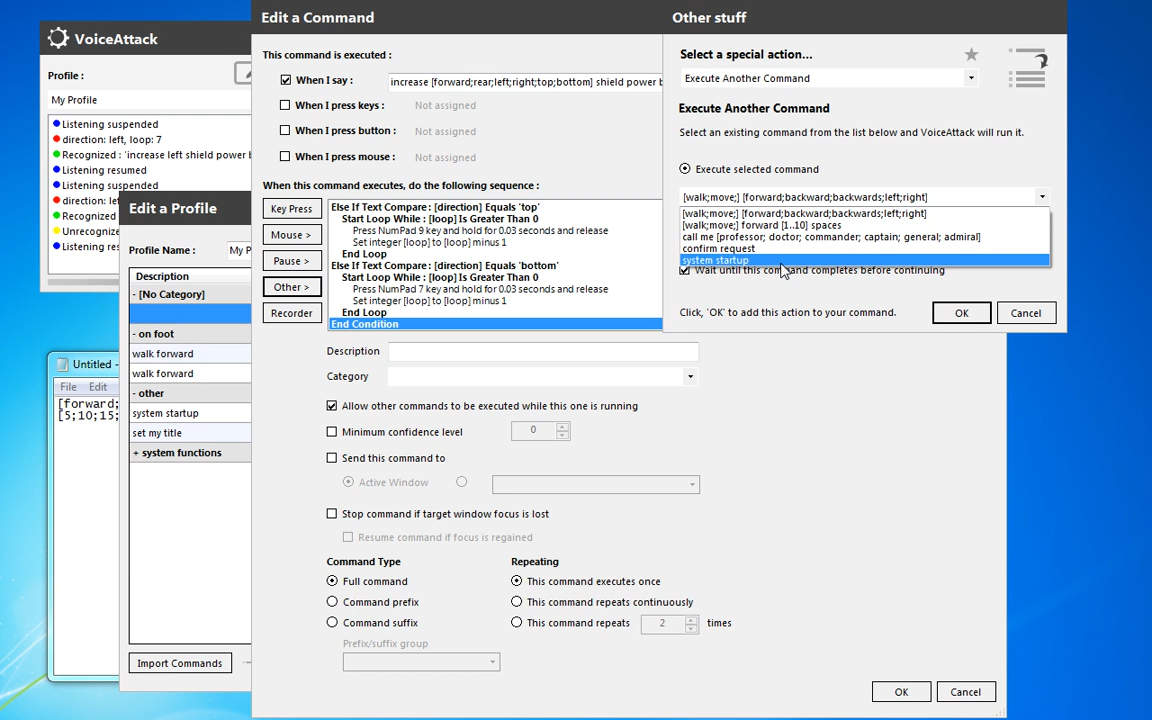 VoiceAttack
Profile :
My Profile
Listening suspended
direction: left, loop: 7
Recognized : 'increase left shield power b
Listening resumed
Listening suspended
direction: left
Recognized
Unrecogniz
Listening res
Edit a Profile
Profile Name :
My P
Description
- [No Category]
- on foot
walk forward
walk forward
- other
system startup
set my title
+ system functions
Import Commands
Untitled -
File Edit
[forward;
[5;10;15;
Edit a Command
This command is executed :
When I say :
increase [forward;rear;left;right;top;bottom] shield power b
When I press keys :
Not assigned
When I press button :
Not assigned
When I press mouse :
Not assigned
When this command executes, do the following sequence :
Key Press
Mouse >
Pause >
Other >
Recorder
Else If Text Compare : [direction] Equals 'top'
Start Loop While : [loop] Is Greater Than 0
Press NumPad 9 key and hold for 0.03 seconds and release
Set integer [loop] to [loop] minus 1
End Loop
Else If Text Compare : [direction] Equals 'bottom'
Start Loop While : [loop] Is Greater Than 0
Press NumPad 7 key and hold for 0.03 seconds and release
Set integer [loop] to [loop] minus 1
End Loop
End Condition
Description
Category
Allow other commands to be executed while this one is running
Minimum confidence level
0
Send this command to
Active Window
Stop command if target window focus is lost
Resume command if focus is regained
Command Type
Full command
Command prefix
Command suffix
Prefix/suffix group
Repeating
This command executes once
This command repeats continuously
This command repeats 2 times
OK
Cancel
Other stuff
Select a special action...
Execute Another Command
Execute Another Command
Select an existing command from the list below and VoiceAttack will run it.
Execute selected command
[walk;move;] [forward;backward;backwards;left;right]
[walk;move;] [forward;backward;backwards;left;right]
[walk;move;] forward [1..10] spaces
call me [professor; doctor; commander; captain; general; admiral]
confirm request
system startup
Wait until this command completes before continuing
Click, 'OK' to add this action to your command.
OK
Cancel